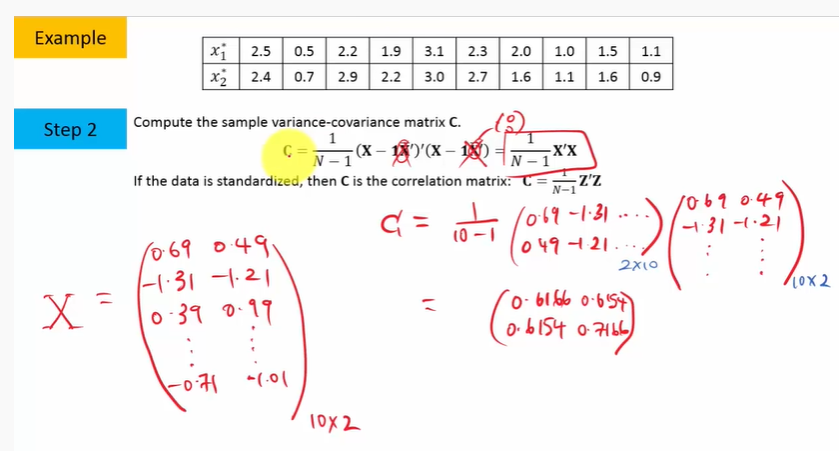 Example
x₁* 2.5 0.5 2.2 1.9 3.1 2.3 2.0 1.0 1.5 1.1
x₂* 2.4 0.7 2.9 2.2 3.0 2.7 1.6 1.1 1.6 0.9
Step 2
Compute the sample variance-covariance matrix C.
(0 0)
C = 1/(N − 1) (X − 1X̄′)′(X − 1X̄′) = 1/(N − 1) X′X
If the data is standardized, then C is the correlation matrix: C = 1/(N−1) Z′Z
C = 1/(10-1) (0.69 -1.31 .... ; 0.49 -1.21 ....) 2×10 (0.69 0.49 ; -1.31 -1.21 ; ⋮ ⋮) 10×2
= (0.6166 0.6154 ; 0.6154 0.7166)
X = (0.69 0.49
-1.31 -1.21
0.39 0.99
⋮ ⋮
-0.71 -1.01) 10×2